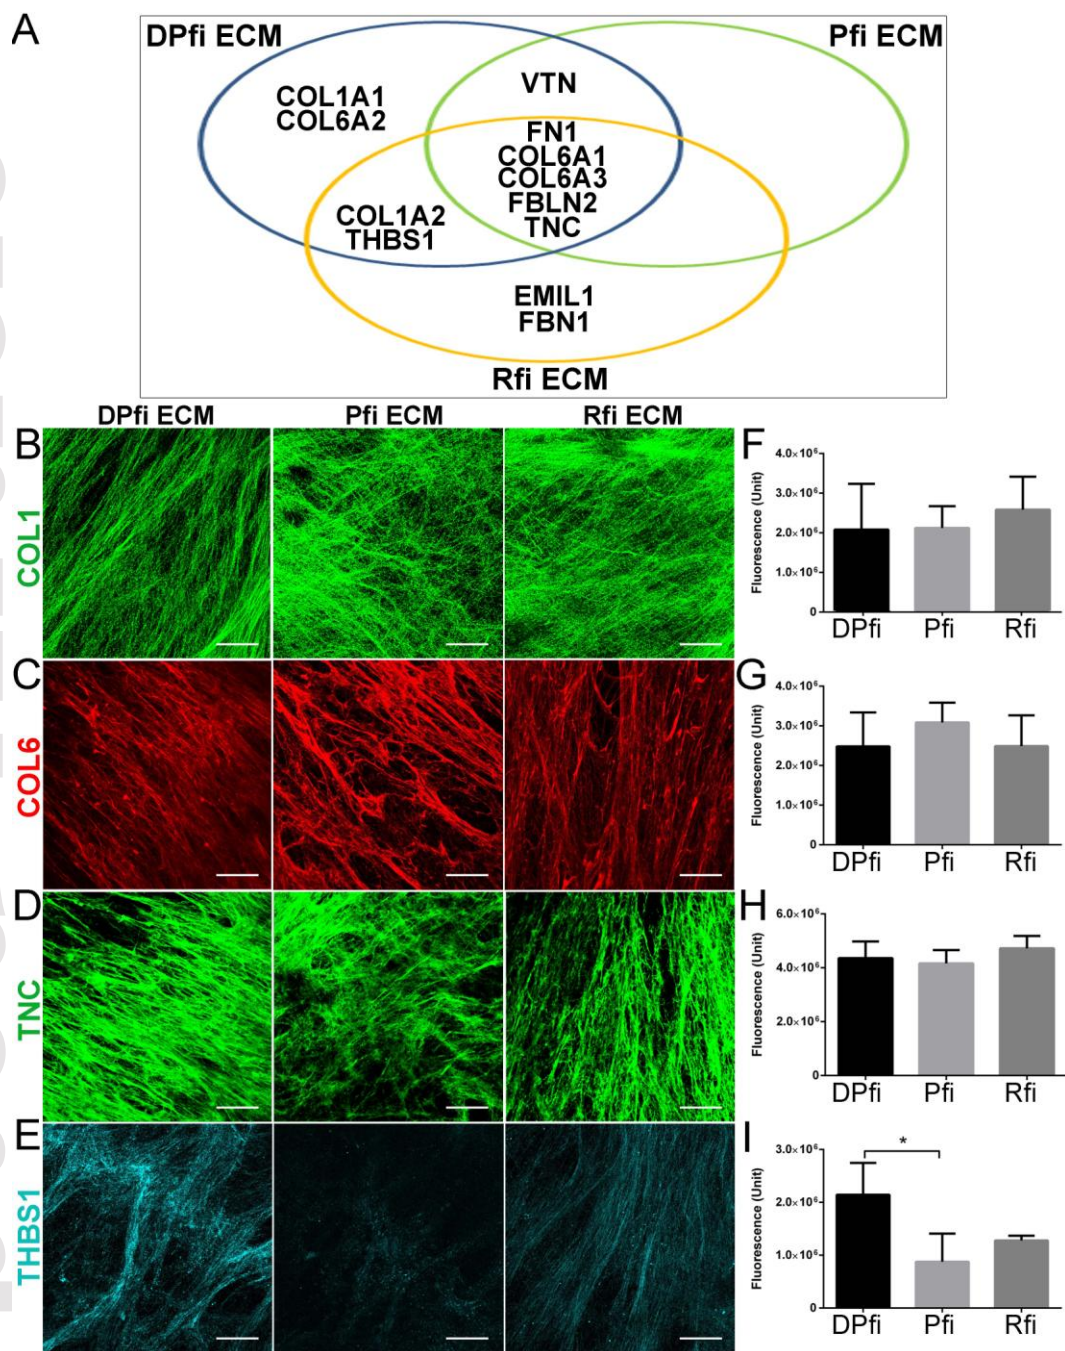 A
DPfi ECM
Pfi ECM
VTN
COL1A1
COL6A2
FN1
COL6A1
COL6A3
FBLN2
TNC
COL1A2
THBS1
EMIL1
FBN1
Rfi ECM
DPfi ECM Pfi ECM Rfi ECM
B
COL1
F
Fluorescence (Unit)
4.0×10⁶
3.0×10⁶
2.0×10⁶
1.0×10⁶
0
DPfi Pfi Rfi
C
COL6
G
Fluorescence (Unit)
4.0×10⁶
3.0×10⁶
2.0×10⁶
1.0×10⁶
0
DPfi Pfi Rfi
D
TNC
H
Fluorescence (Unit)
6.0×10⁶
4.0×10⁶
2.0×10⁶
0
DPfi Pfi Rfi
E
THBS1
I
Fluorescence (Unit)
3.0×10⁶
2.0×10⁶
1.0×10⁶
0
*
DPfi Pfi Rfi